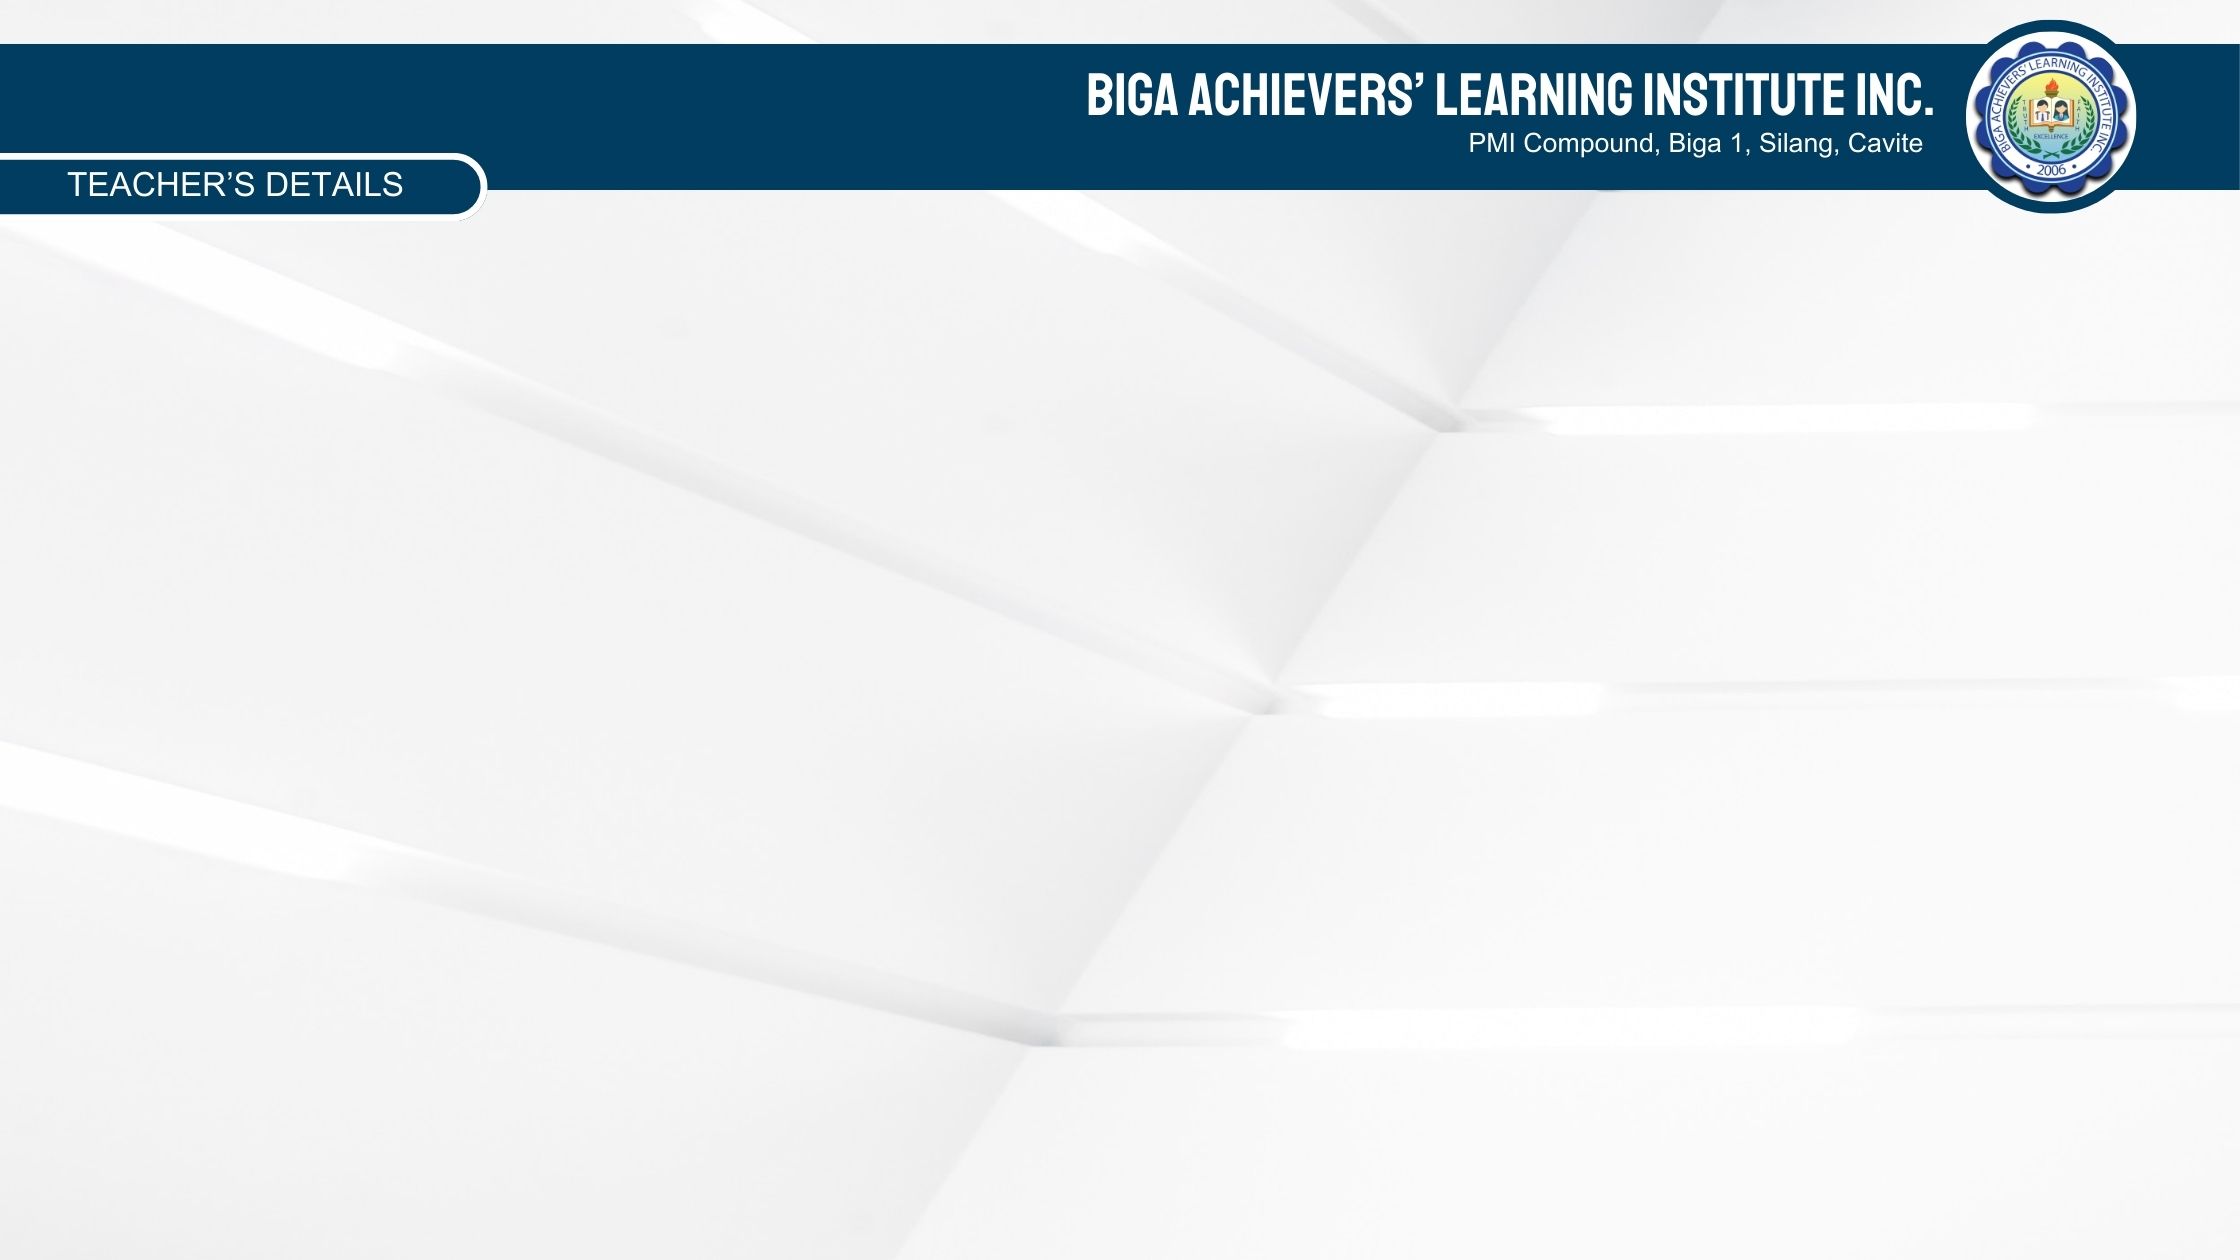 BIGA ACHIEVERS’ LEARNING INSTITUTE INC.
PMI Compound, Biga 1, Silang, Cavite
TEACHER’S DETAILS
BIGA ACHIEVERS' LEARNING INSTITUTE INC.
TRUTH
FAITH
EXCELLENCE
• 2006 •